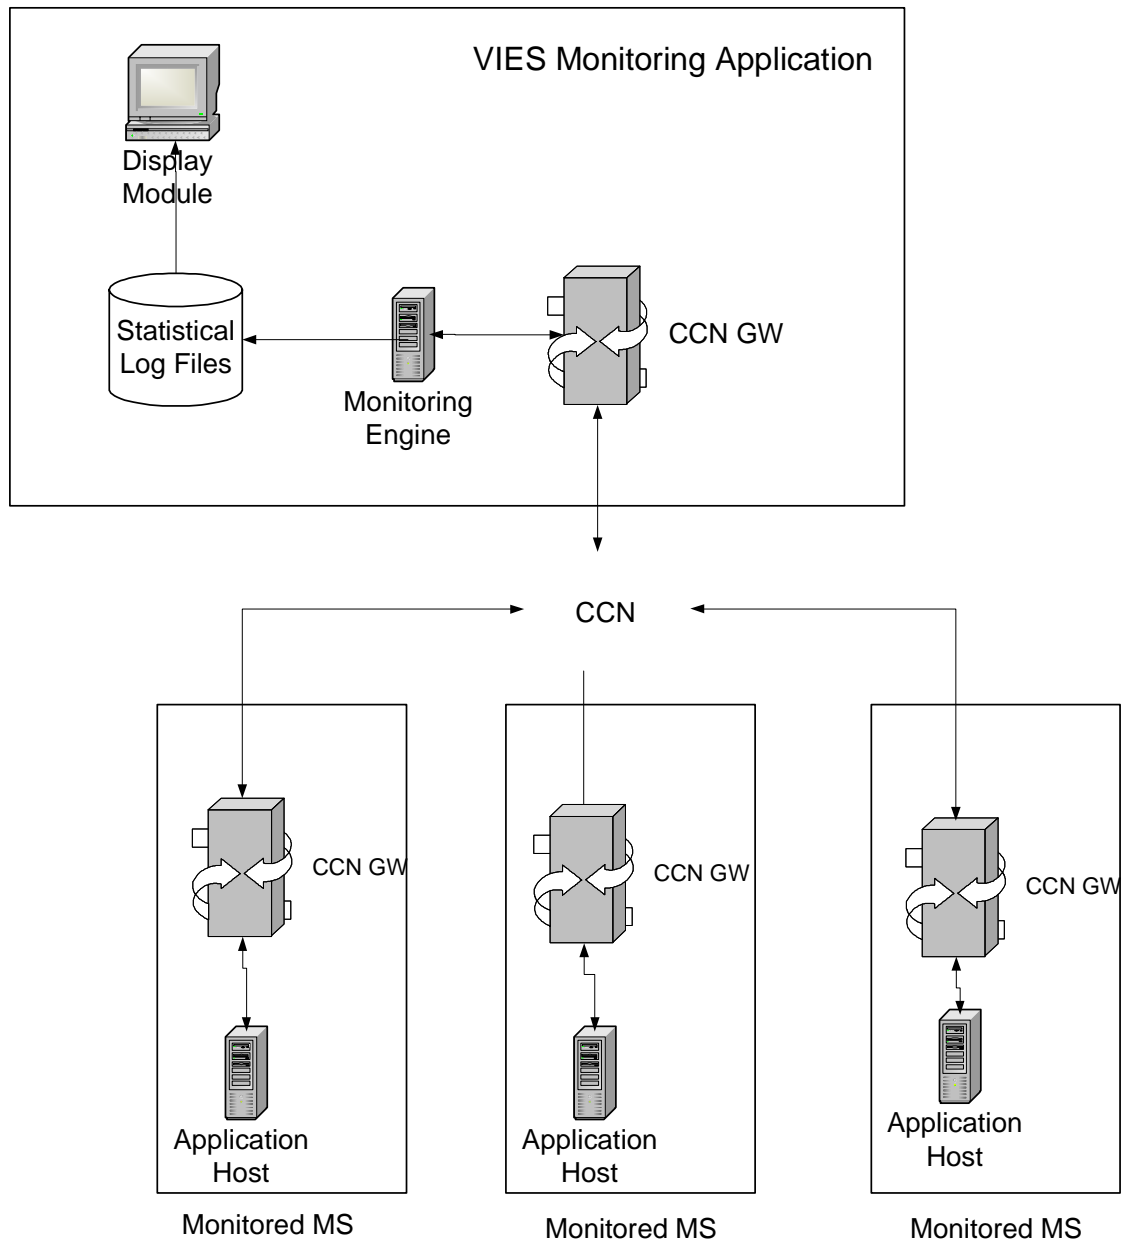 VIES Monitoring Application
Display
Module
Statistical
Log Files
Monitoring
Engine
CCN GW
CCN
CCN GW
CCN GW
CCN GW
Application
Host
Application
Host
Application
Host
Monitored MS
Monitored MS
Monitored MS